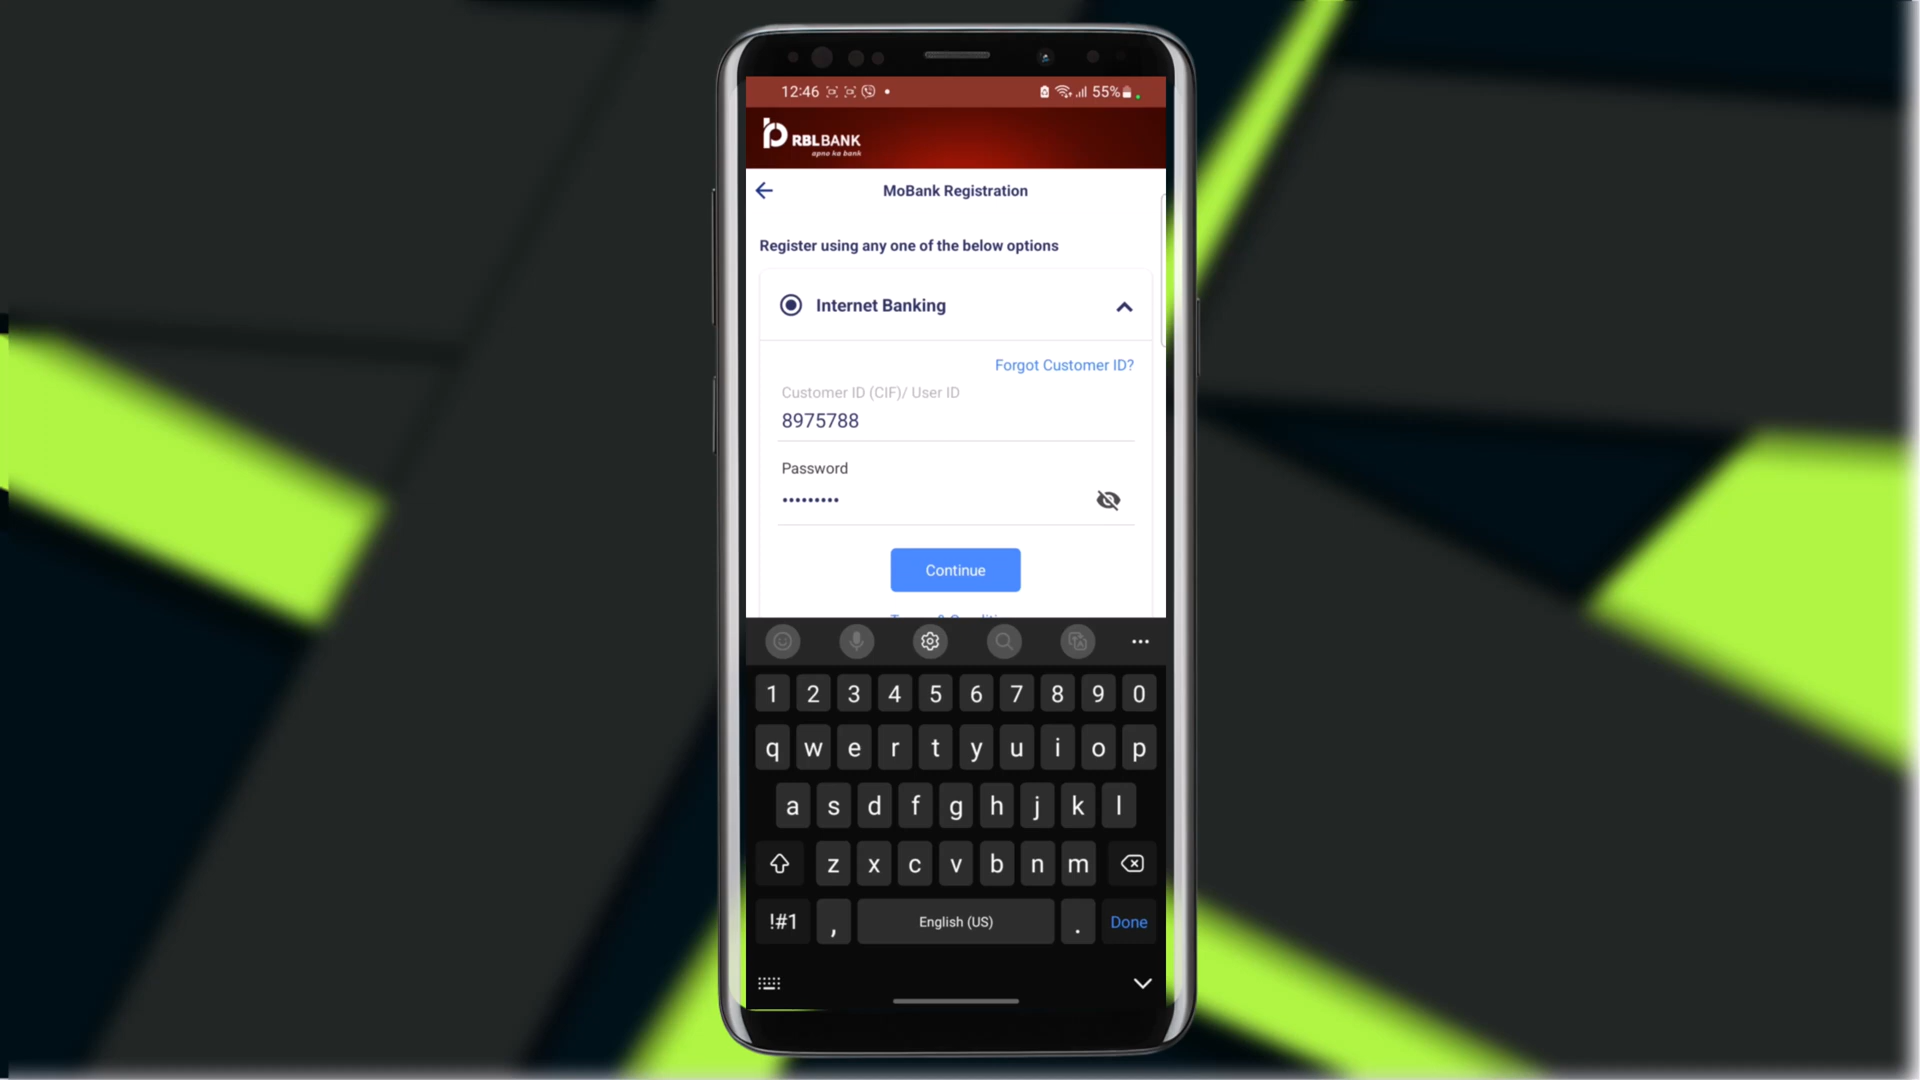 12:46
55%
RBLBANK
apno ka bank
MoBank Registration
Register using any one of the below options
Internet Banking
Forgot Customer ID?
Customer ID (CIF)/ User ID
8975788
Password
•••••••••
Continue
1 2 3 4 5 6 7 8 9 0
q w e r t y u i o p
a s d f g h j k l
z x c v b n m
!#1 , English (US) . Done